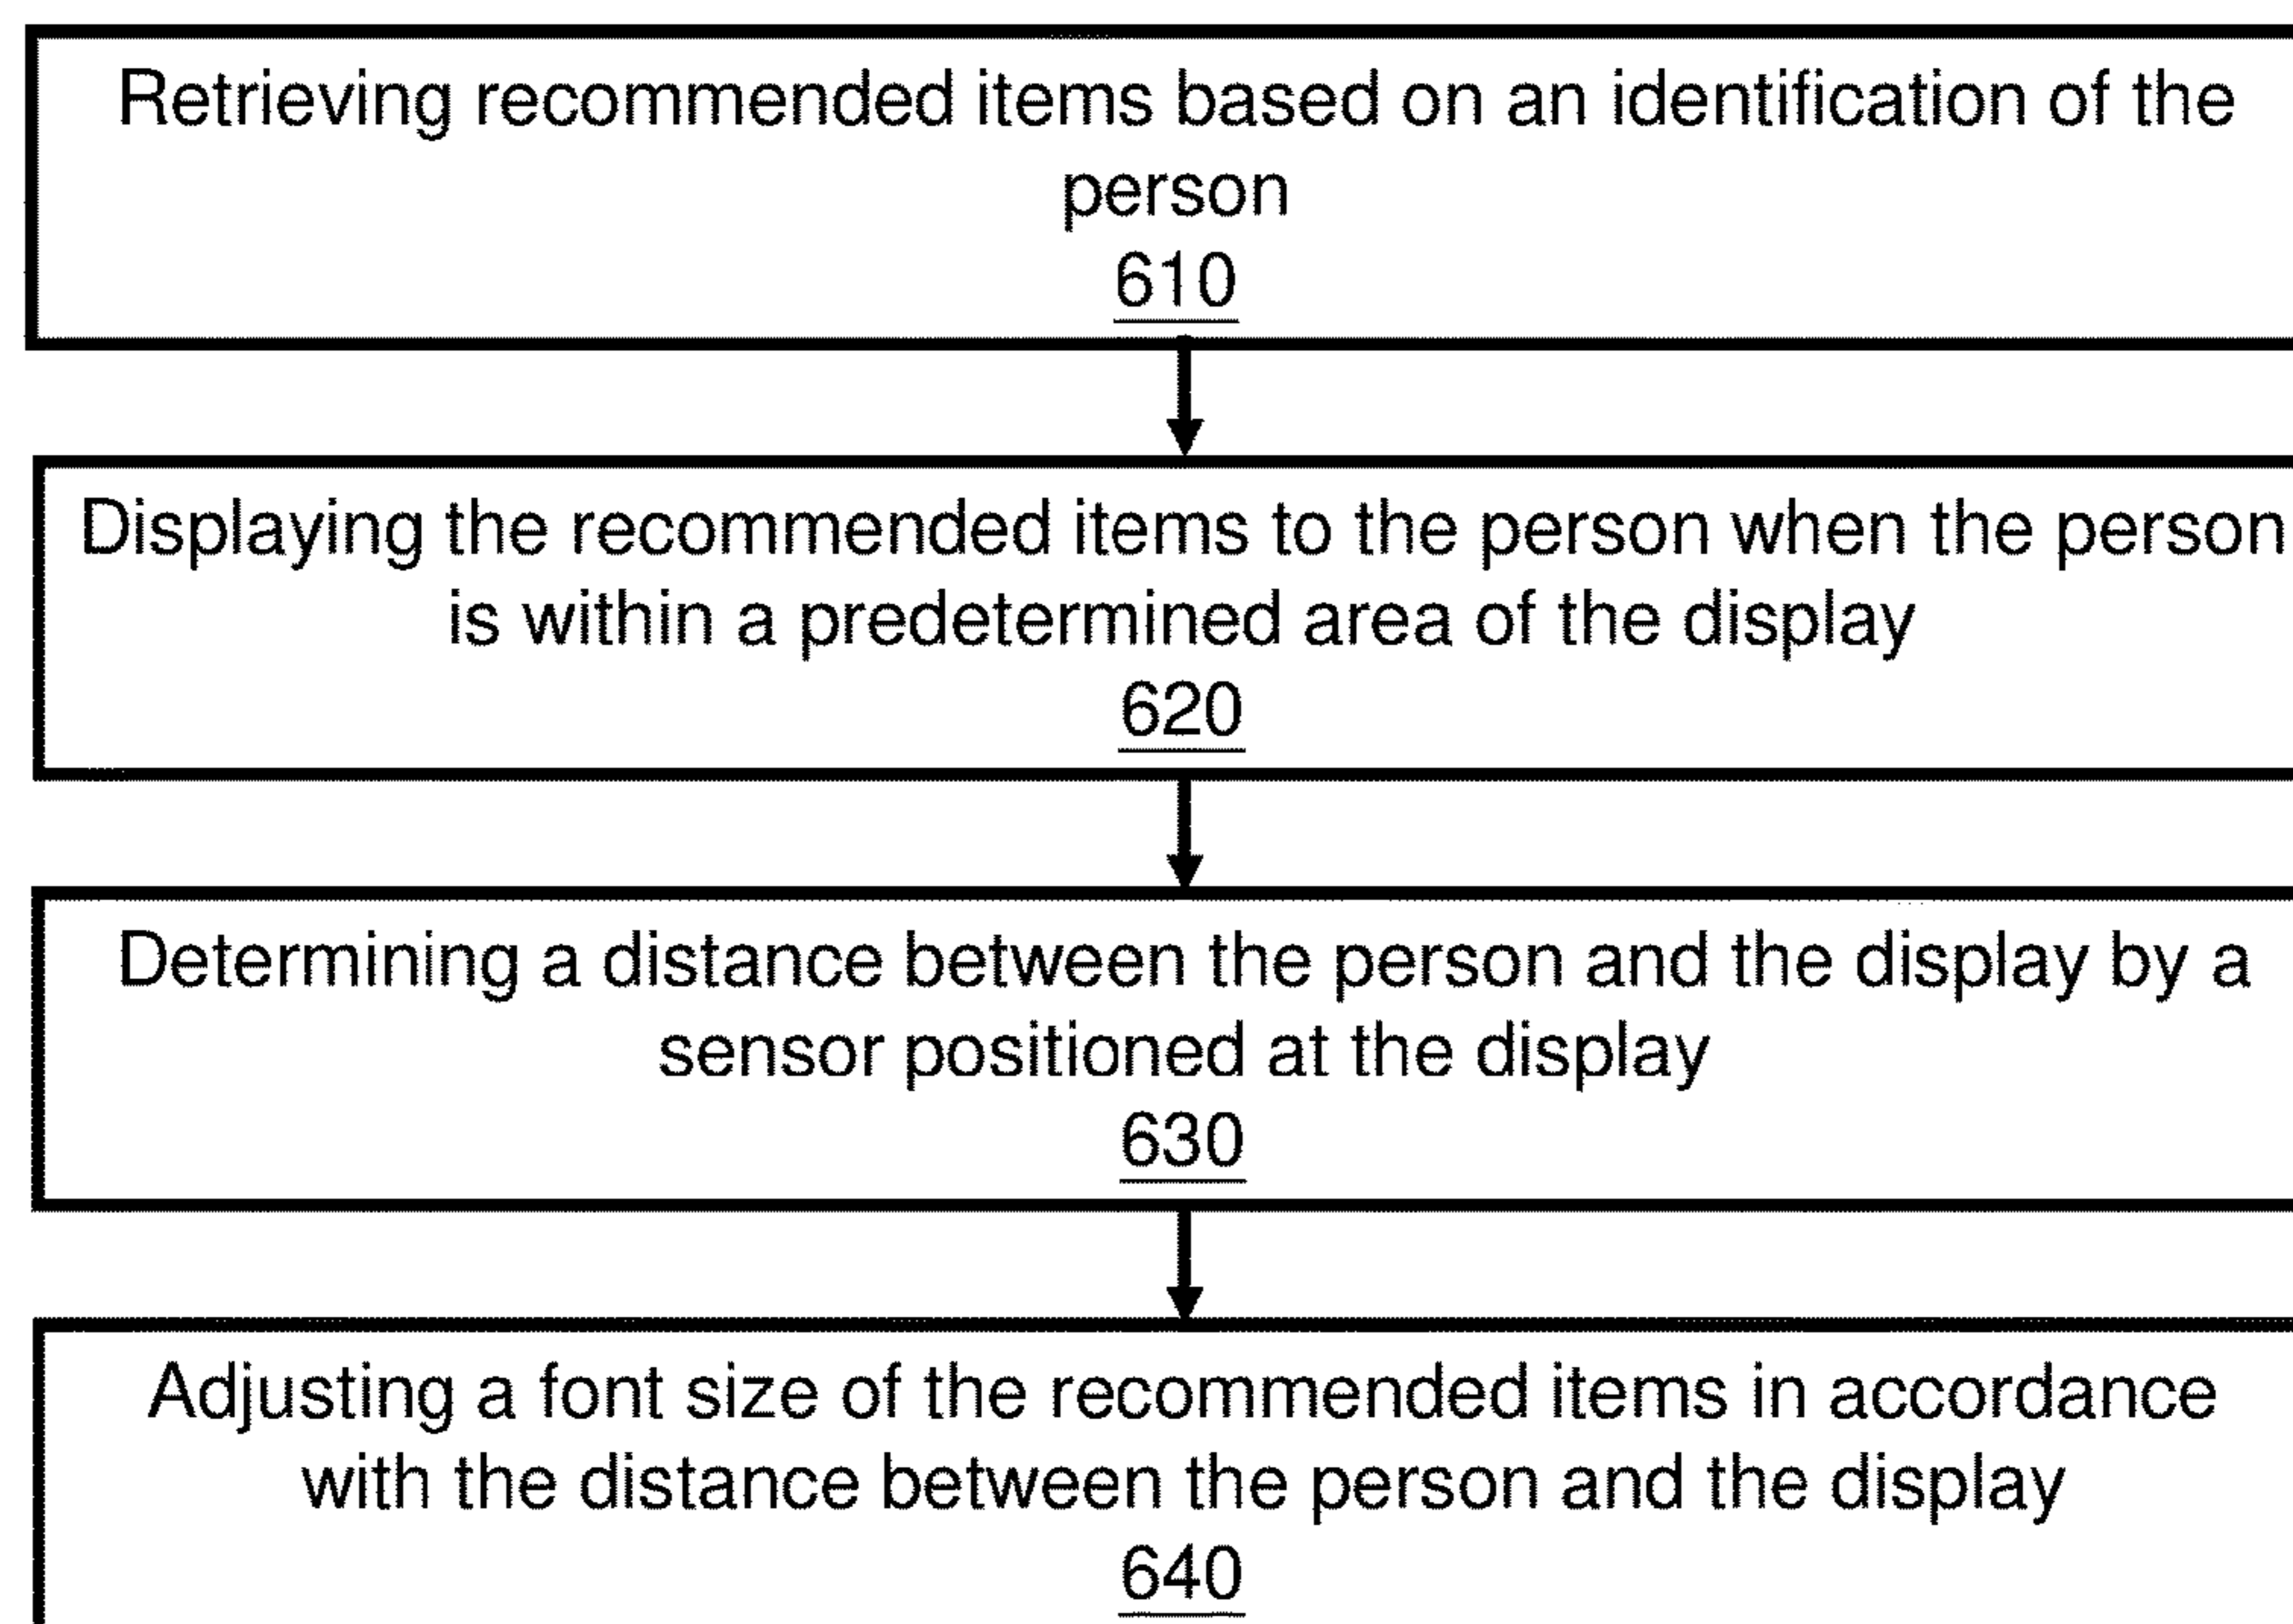 Retrieving recommended items based on an identification of the
person
610
Displaying the recommended items to the person when the person
is within a predetermined area of the display
620
Determining a distance between the person and the display by a
sensor positioned at the display
630
Adjusting a font size of the recommended items in accordance
with the distance between the person and the display
640